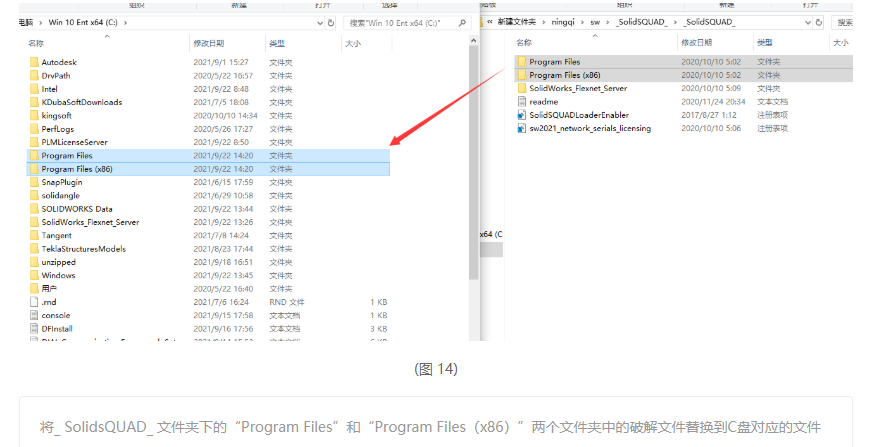 组织 新建 打开 选择
电脑 › Win 10 Ent x64 (C:) ›
搜索"Win 10 Ent x64 (C:)"
名称 修改日期 类型 大小
Autodesk 2021/9/1 15:27 文件夹
DrvPath 2020/5/22 16:57 文件夹
Intel 2021/9/22 8:48 文件夹
KDubaSoftDownloads 2021/7/5 18:08 文件夹
kingsoft 2020/10/10 14:34 文件夹
PerfLogs 2020/5/26 17:27 文件夹
PLMLicenseServer 2021/9/22 8:50 文件夹
Program Files 2021/9/22 14:20 文件夹
Program Files (x86) 2021/9/22 14:20 文件夹
SnapPlugin 2021/6/15 17:59 文件夹
solidangle 2021/6/29 10:58 文件夹
SOLIDWORKS Data 2021/9/22 13:44 文件夹
SolidWorks_Flexnet_Server 2021/9/22 13:26 文件夹
Tangent 2021/7/8 14:24 文件夹
TeklaStructuresModels 2021/8/23 17:44 文件夹
unzipped 2021/9/18 16:51 文件夹
Windows 2021/9/22 13:45 文件夹
用户 2020/5/22 16:40 文件夹
.rnd 2021/7/6 16:24 RND 文件 1 KB
console 2021/9/15 17:58 文本文档 1 KB
DFInstall 2021/9/16 17:56 文本文档 3 KB
组织 新建 打开
« 新建文件夹 › ningqi › sw › _SolidSQUAD_ › _SolidSQUAD_
搜索
名称 修改日期 类型 大小
Program Files 2020/10/10 5:02 文件夹
Program Files (x86) 2020/10/10 5:02 文件夹
SolidWorks_Flexnet_Server 2020/10/10 5:09 文件夹
readme 2020/11/24 20:34 文本文档
SolidSQUADLoaderEnabler 2017/8/27 1:12 注册表项
sw2021_network_serials_licensing 2020/10/10 5:06 注册表项
x64 (C
(图 14)
将_ SolidsQUAD_ 文件夹下的“Program Files”和“Program Files（x86）”两个文件夹中的破解文件替换到C盘对应的文件